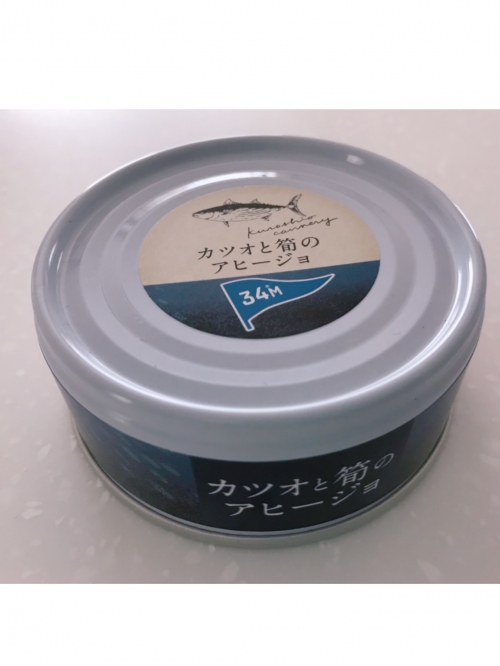 Kuroshio
cannery
カツオと筍の
アヒージョ
34M
カツオと筍の
アヒージョ